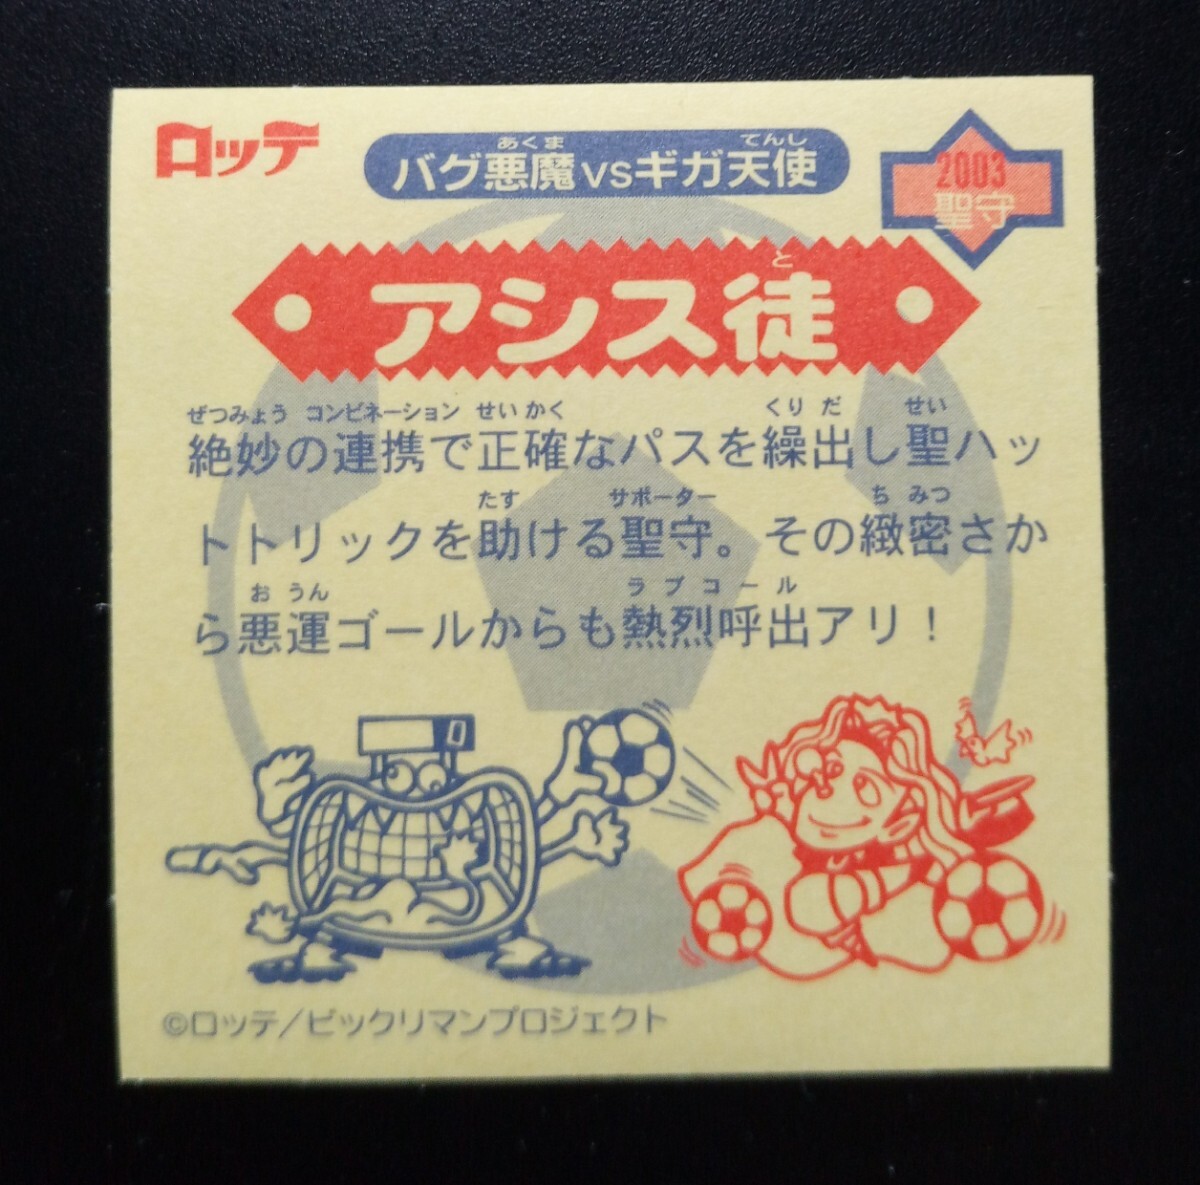 ロッテ
あくま てんし
バグ悪魔vsギガ天使
2003
聖守
と
アシス徒
ぜつみょう コンビネーション せいかく くりだ せい
絶妙の連携で正確なパスを繰出し聖ハッ
たす サポーター ちみつ
トトリックを助ける聖守。その緻密さか
おうん ラブコール
ら悪運ゴールからも熱烈呼出アリ！
©ロッテ/ビックリマンプロジェクト